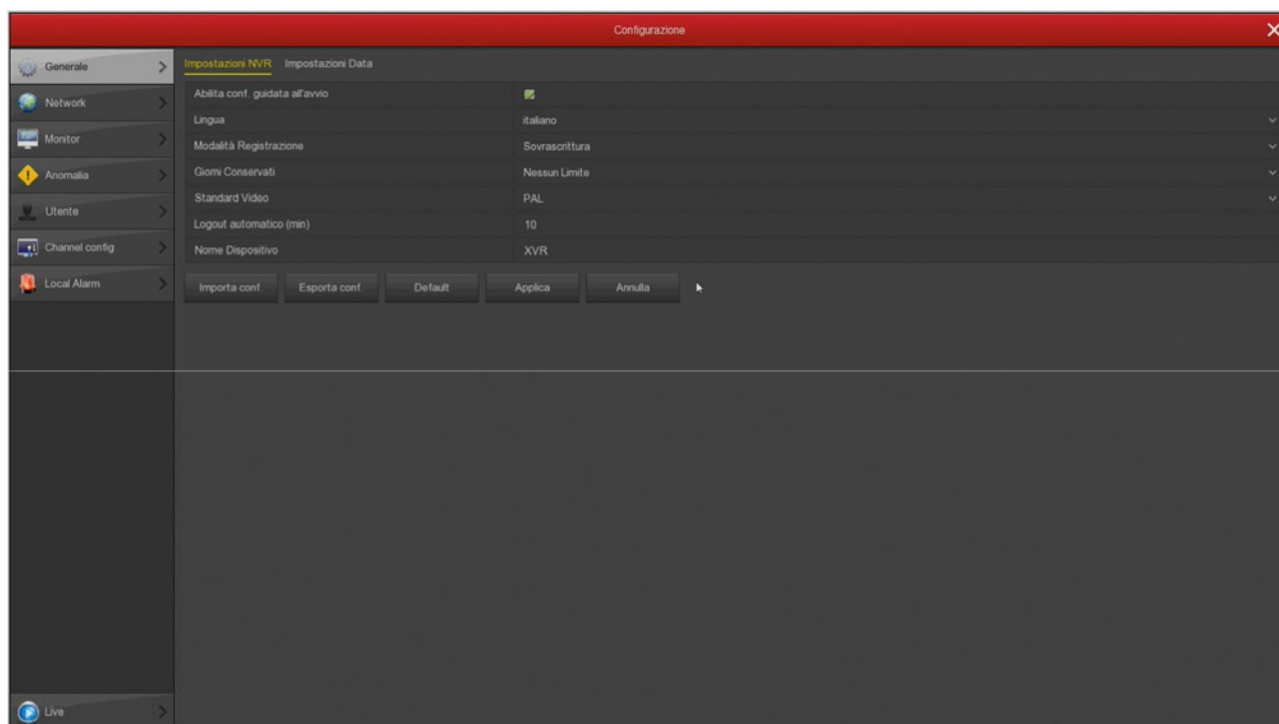 Configurazione
Generale
Network
Monitor
Anomalia
Utente
Channel config
Local Alarm
Live
Impostazioni NVR Impostazioni Data
Abilita conf. guidata all'avvio
Lingua italiano
Modalità Registrazione Sovrascrittura
Giorni Conservati Nessun Limite
Standard Video PAL
Logout automatico (min) 10
Nome Dispositivo XVR
Importa conf. Esporta conf. Default Applica Annulla